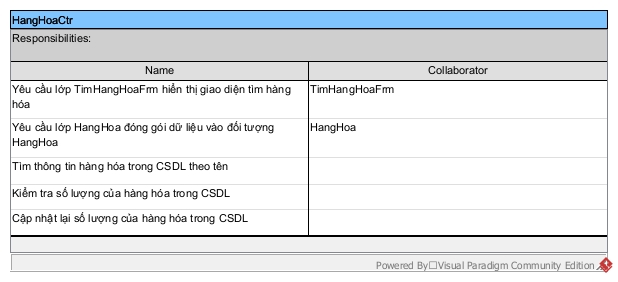 HangHoaCtr
Responsibilities:
Name
Collaborator
Yêu cầu lớp TimHangHoaFrm hiển thị giao diện tìm hàng
hóa
TimHangHoaFrm
Yêu cầu lớp HangHoa đóng gói dữ liệu vào đối tượng
HangHoa
HangHoa
Tìm thông tin hàng hóa trong CSDL theo tên
Kiểm tra số lượng của hàng hóa trong CSDL
Cập nhật lại số lượng của hàng hóa trong CSDL
Powered By□Visual Paradigm Community Edition